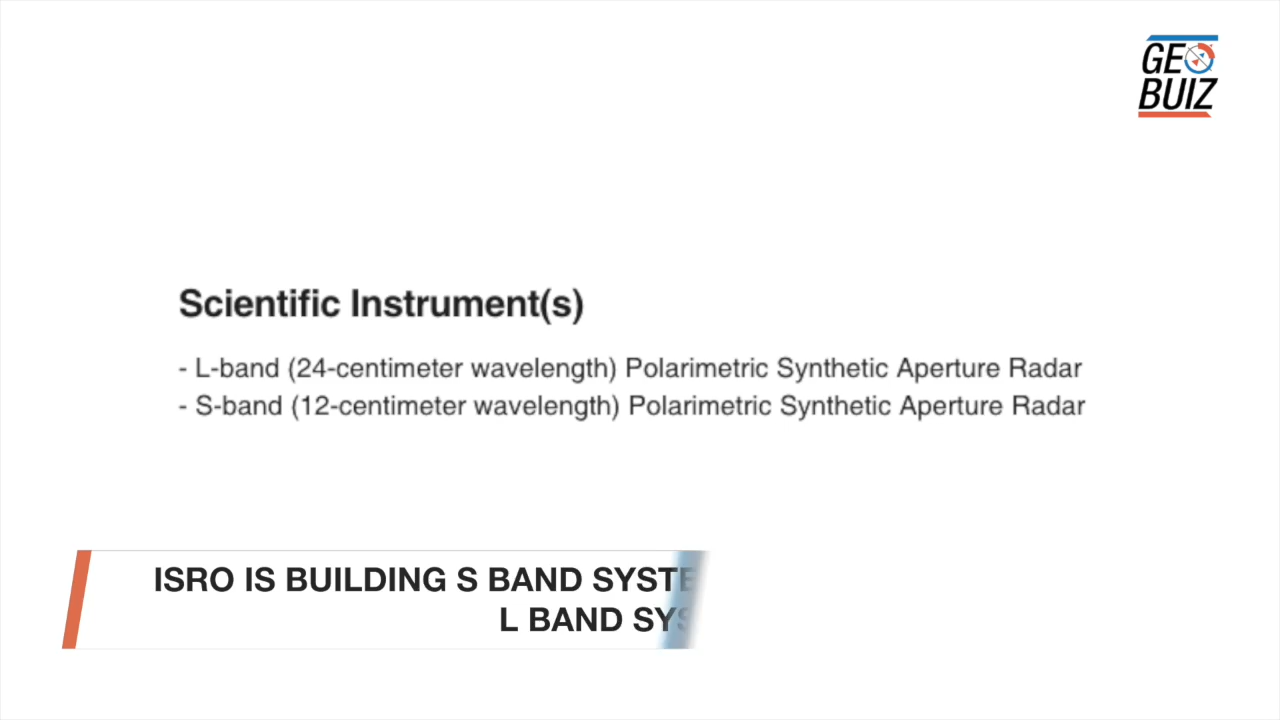 GEO
BUIZ
Scientific Instrument(s)
- L-band (24-centimeter wavelength) Polarimetric Synthetic Aperture Radar
- S-band (12-centimeter wavelength) Polarimetric Synthetic Aperture Radar
ISRO IS BUILDING S BAND
L BAND